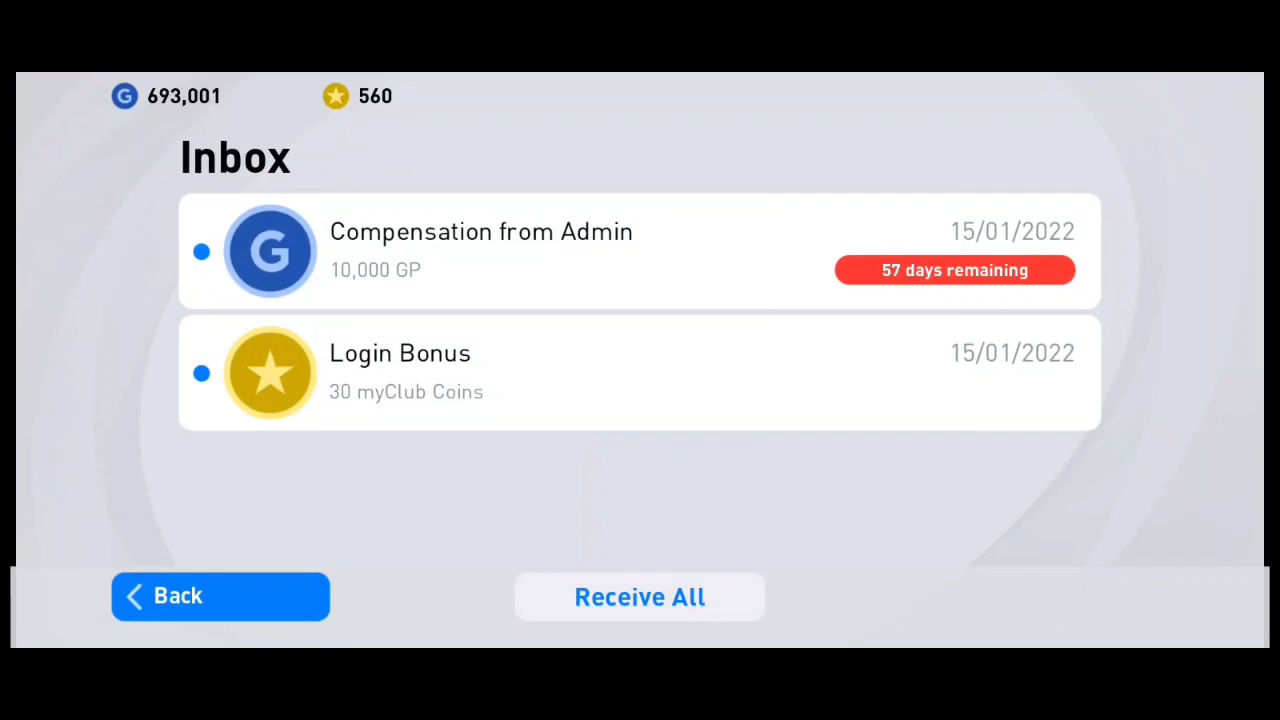 G 693,001 560
Inbox
G Compensation from Admin 15/01/2022
10,000 GP 57 days remaining
Login Bonus 15/01/2022
30 myClub Coins
Back Receive All